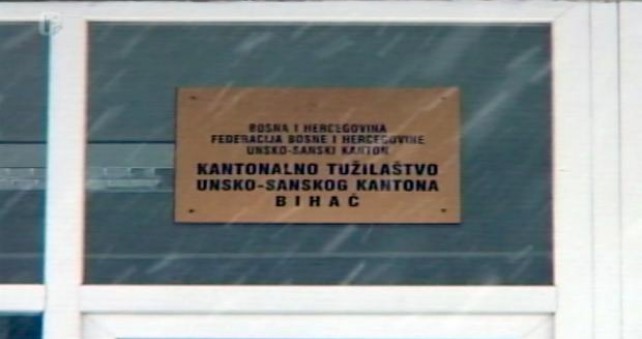 BOSNA I HERCEGOVINA
FEDERACIJA BOSNE I HERCEGOVINE
UNSKO-SANSKI KANTON
KANTONALNO TUŽILAŠTVO
UNSKO-SANSKOG KANTONA
BIHAĆ